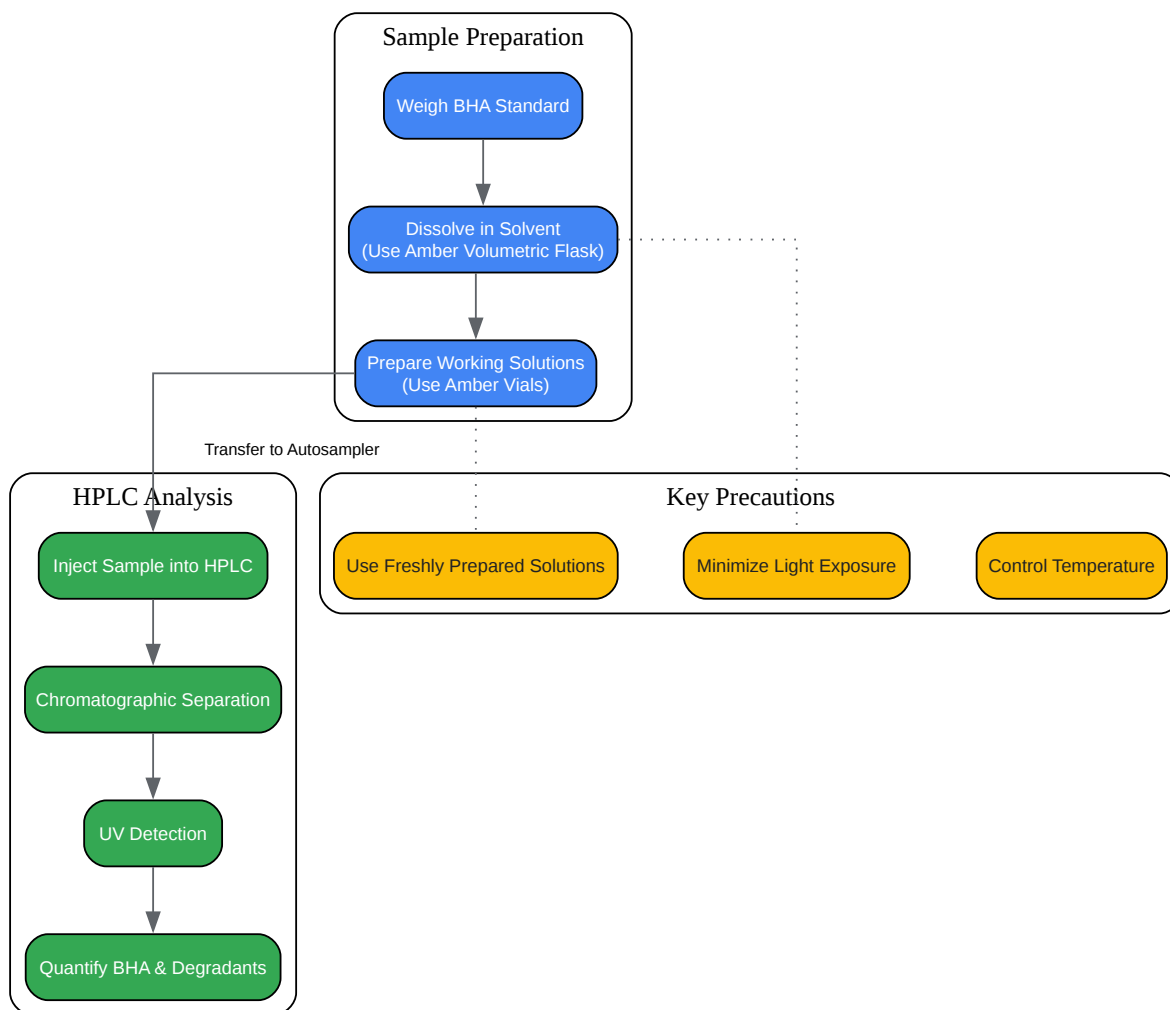 Sample Preparation
Weigh BHA Standard
Dissolve in Solvent
(Use Amber Volumetric Flask)
Prepare Working Solutions
(Use Amber Vials)
Transfer to Autosampler
HPLC Analysis
Inject Sample into HPLC
Chromatographic Separation
UV Detection
Quantify BHA & Degradants
Key Precautions
Use Freshly Prepared Solutions
Minimize Light Exposure
Control Temperature